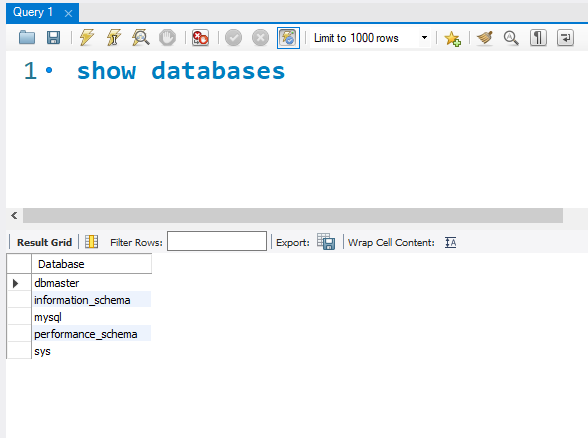 Query 1
Limit to 1000 rows
1 show databases
Result Grid Filter Rows: Export: Wrap Cell Content:
Database
dbmaster
information_schema
mysql
performance_schema
sys